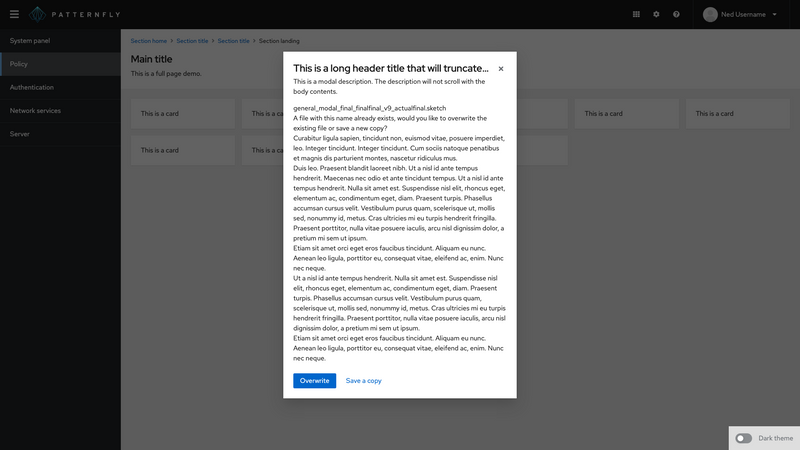 PATTERNFLY
Ned Username
System panel
Policy
Authentication
Network services
Server
Section home > Section title > Section title > Section landing
Main title
This is a full page demo.
This is a card
This is a ca
This is a card
This is a card
This is a card
This is a ca
This is a long header title that will truncate...
This is a modal description. The description will not scroll with the
body contents.
general_modal_final_finalfinal_v9_actualfinal.sketch
A file with this name already exists, would you like to overwrite the
existing file or save a new copy?
Curabitur ligula sapien, tincidunt non, euismod vitae, posuere imperdiet,
leo. Integer tincidunt. Integer tincidunt. Cum sociis natoque penatibus
et magnis dis parturient montes, nascetur ridiculus mus.
Duis leo. Praesent blandit laoreet nibh. Ut a nisl id ante tempus
hendrerit. Maecenas nec odio et ante tincidunt tempus. Ut a nisl id ante
tempus hendrerit. Nulla sit amet est. Suspendisse nisl elit, rhoncus eget,
elementum ac, condimentum eget, diam. Praesent turpis. Phasellus
accumsan cursus velit. Vestibulum purus quam, scelerisque ut, mollis
sed, nonummy id, metus. Cras ultricies mi eu turpis hendrerit fringilla.
Praesent porttitor, nulla vitae posuere iaculis, arcu nisl dignissim dolor, a
pretium mi sem ut ipsum.
Etiam sit amet orci eget eros faucibus tincidunt. Aliquam eu nunc.
Aenean leo ligula, porttitor eu, consequat vitae, eleifend ac, enim. Nunc
nec neque.
Ut a nisl id ante tempus hendrerit. Nulla sit amet est. Suspendisse nisl
elit, rhoncus eget, elementum ac, condimentum eget, diam. Praesent
turpis. Phasellus accumsan cursus velit. Vestibulum purus quam,
scelerisque ut, mollis sed, nonummy id, metus. Cras ultricies mi eu turpis
hendrerit fringilla. Praesent porttitor, nulla vitae posuere iaculis, arcu nisl
dignissim dolor, a pretium mi sem ut ipsum.
Etiam sit amet orci eget eros faucibus tincidunt. Aliquam eu nunc.
Aenean leo ligula, porttitor eu, consequat vitae, eleifend ac, enim. Nunc
nec neque.
Overwrite
Save a copy
Dark theme